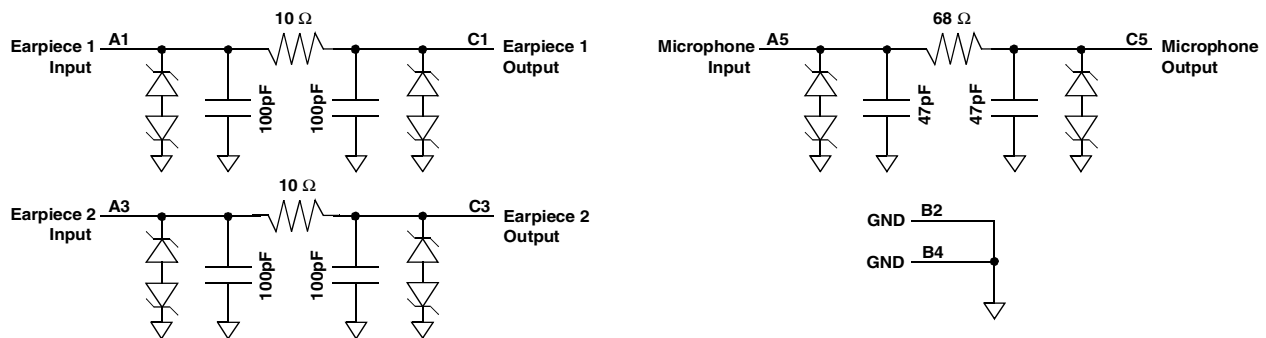 10 Ω
Earpiece 1
Input
A1
100pF
100pF
C1
Earpiece 1
Output
10 Ω
Earpiece 2
Input
A3
100pF
100pF
C3
Earpiece 2
Output
68 Ω
Microphone
Input
A5
47pF
47pF
C5
Microphone
Output
GND B2
GND B4